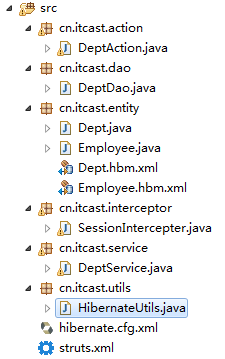 src
cn.itcast.action
DeptAction.java
cn.itcast.dao
DeptDao.java
cn.itcast.entity
Dept.java
Employee.java
Dept.hbm.xml
Employee.hbm.xml
cn.itcast.interceptor
SessionIntercepter.java
cn.itcast.service
DeptService.java
cn.itcast.utils
HibernateUtils.java
hibernate.cfg.xml
struts.xml